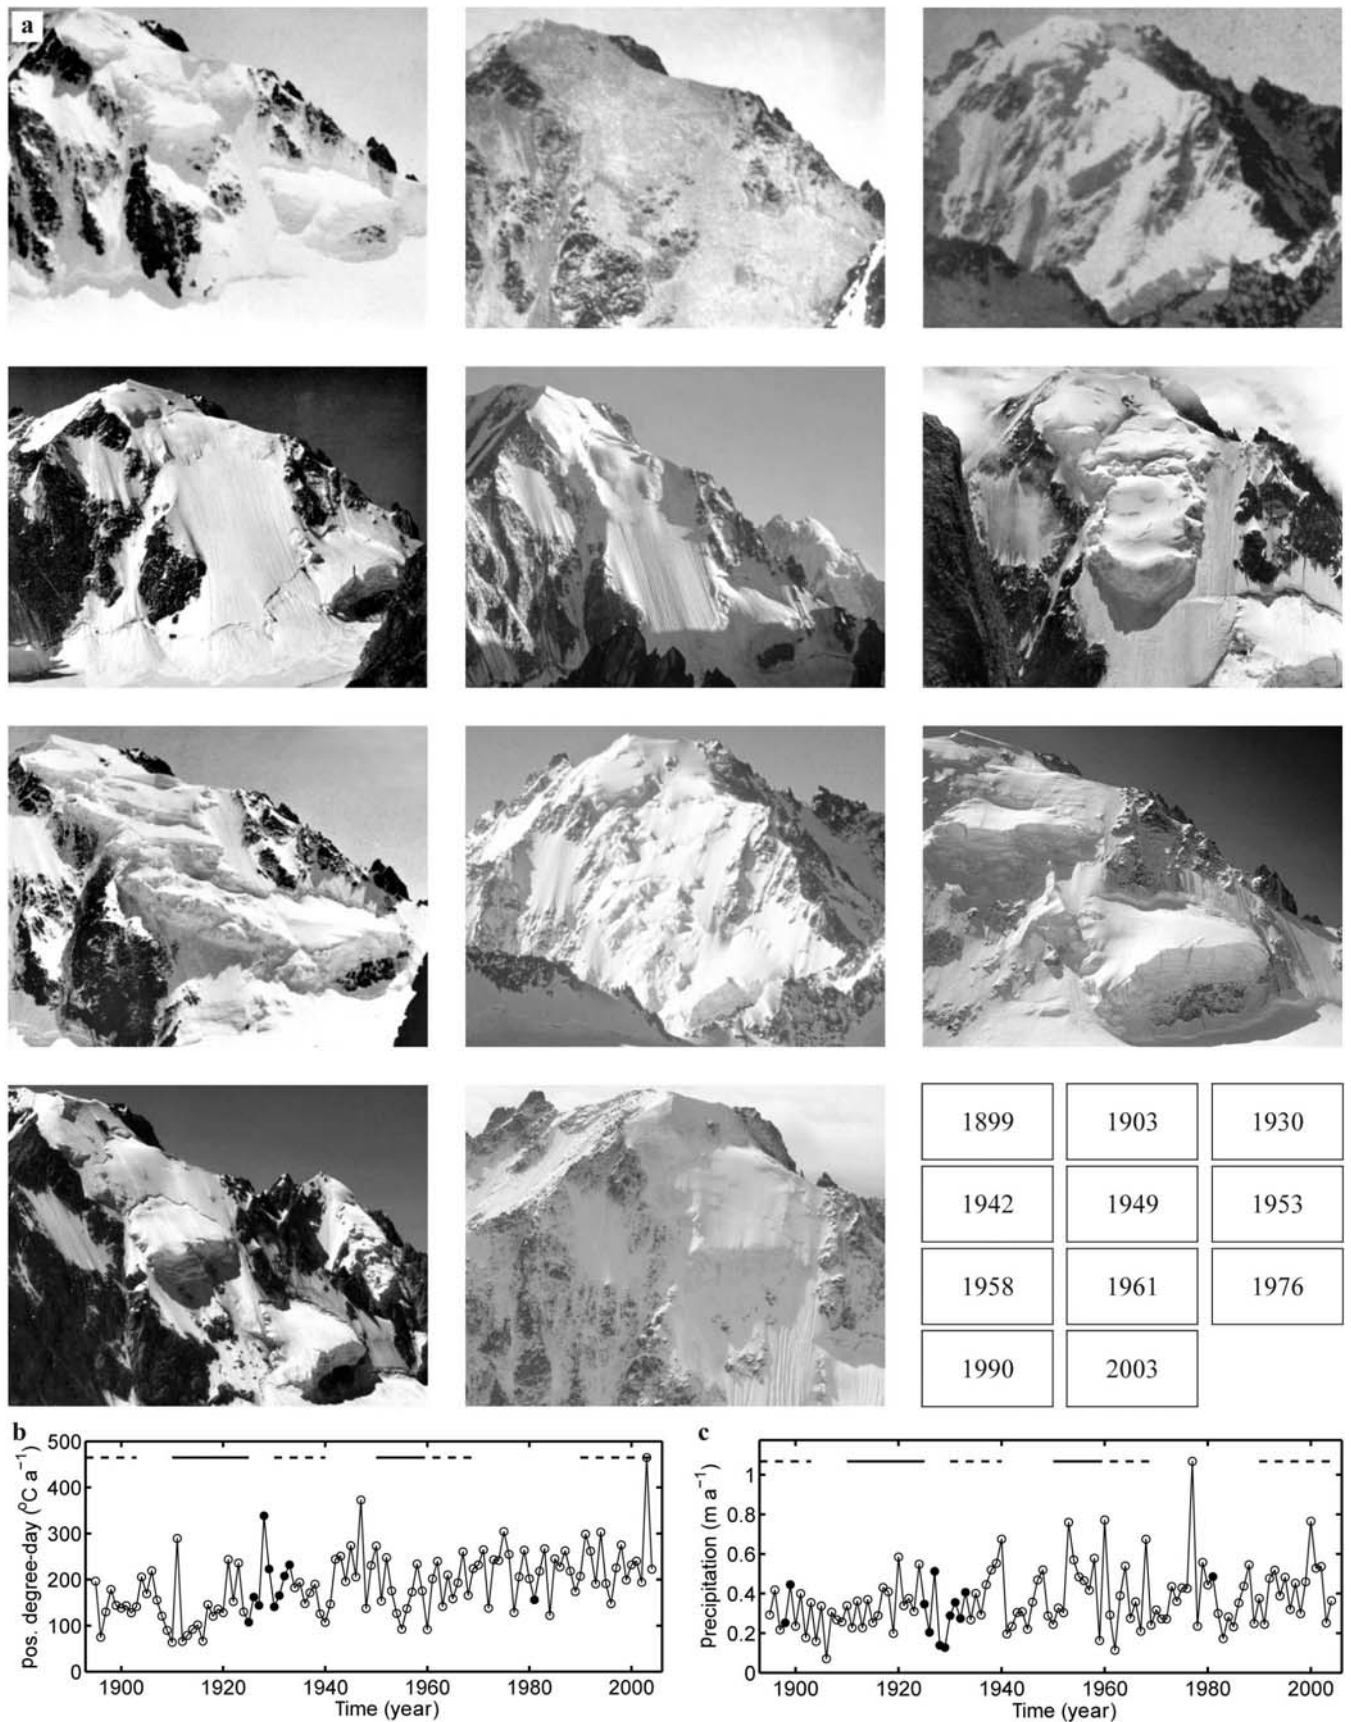 a
1899 1903 1930
1942 1949 1953
1958 1961 1976
1990 2003
b
500
400
300
200
100
0
Pos. degree-day (⁰C a⁻¹)
1900 1920 1940 1960 1980 2000
Time (year)
c
1
0.8
0.6
0.4
0.2
0
Precipitation (m a⁻¹)
1900 1920 1940 1960 1980 2000
Time (year)